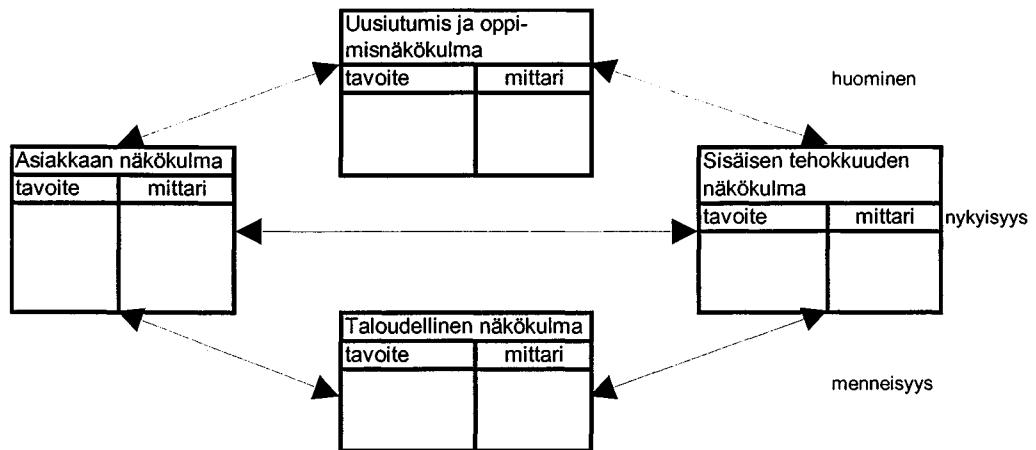 Uusiutumis ja oppi-
misnäkökulma
tavoite mittari
huominen
Asiakkaan näkökulma
tavoite mittari
Sisäisen tehokkuuden
näkökulma
tavoite mittari
nykyisyys
Taloudellinen näkökulma
tavoite mittari
menneisyys